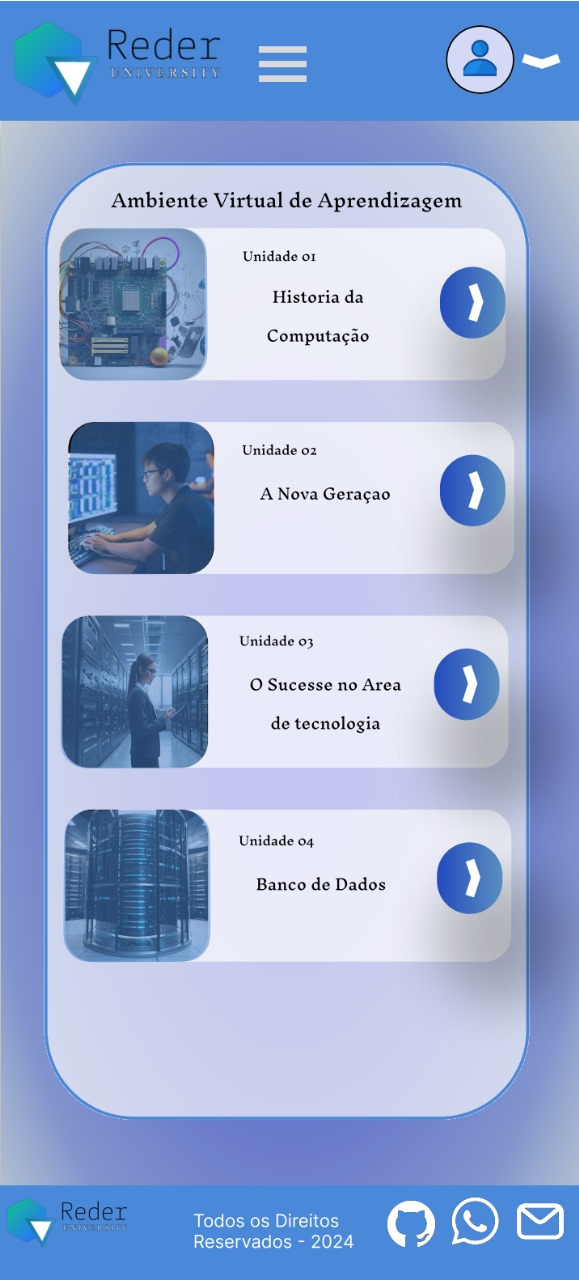 Reder
UNIVERSITY
Ambiente Virtual de Aprendizagem
Unidade 01
Historia da
Computação
Unidade 02
A Nova Geraçao
Unidade 03
O Sucesse no Area
de tecnologia
Unidade 04
Banco de Dados
Reder
UNIVERSITY
Todos os Direitos
Reservados - 2024